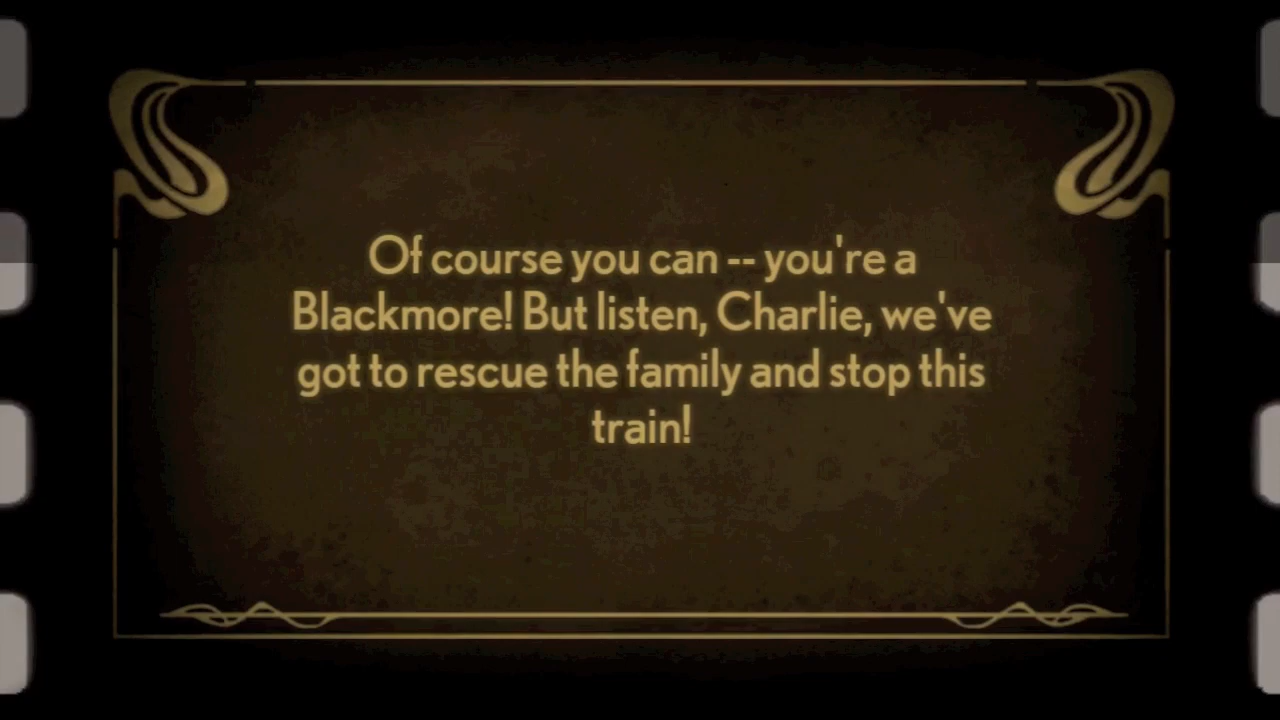 Of course you can -- you're a
Blackmore! But listen, Charlie, we've
got to rescue the family and stop this
train!